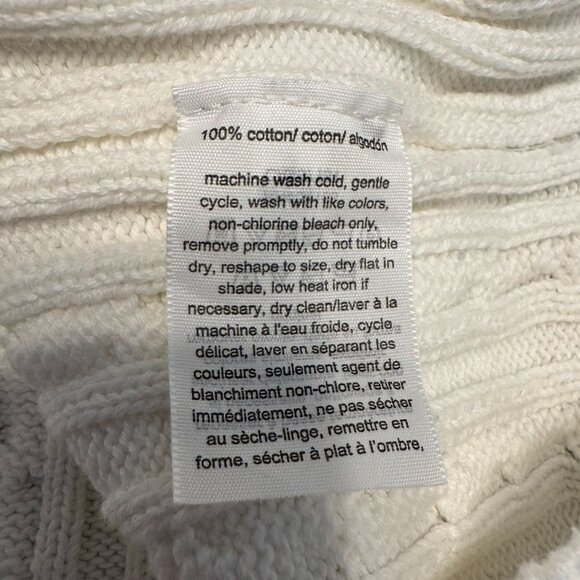 100% cotton/ coton/ algodón
machine wash cold, gentle
cycle, wash with like colors,
non-chlorine bleach only,
remove promptly, do not tumble
dry, reshape to size, dry flat in
shade, low heat iron if
necessary, dry clean/laver à la
machine à l'eau froide, cycle
délicat, laver en séparant les
couleurs, seulement agent de
blanchiment non-chlore, retirer
immédiatement, ne pas sécher
au sèche-linge, remettre en
forme, sécher à plat à l'ombre,